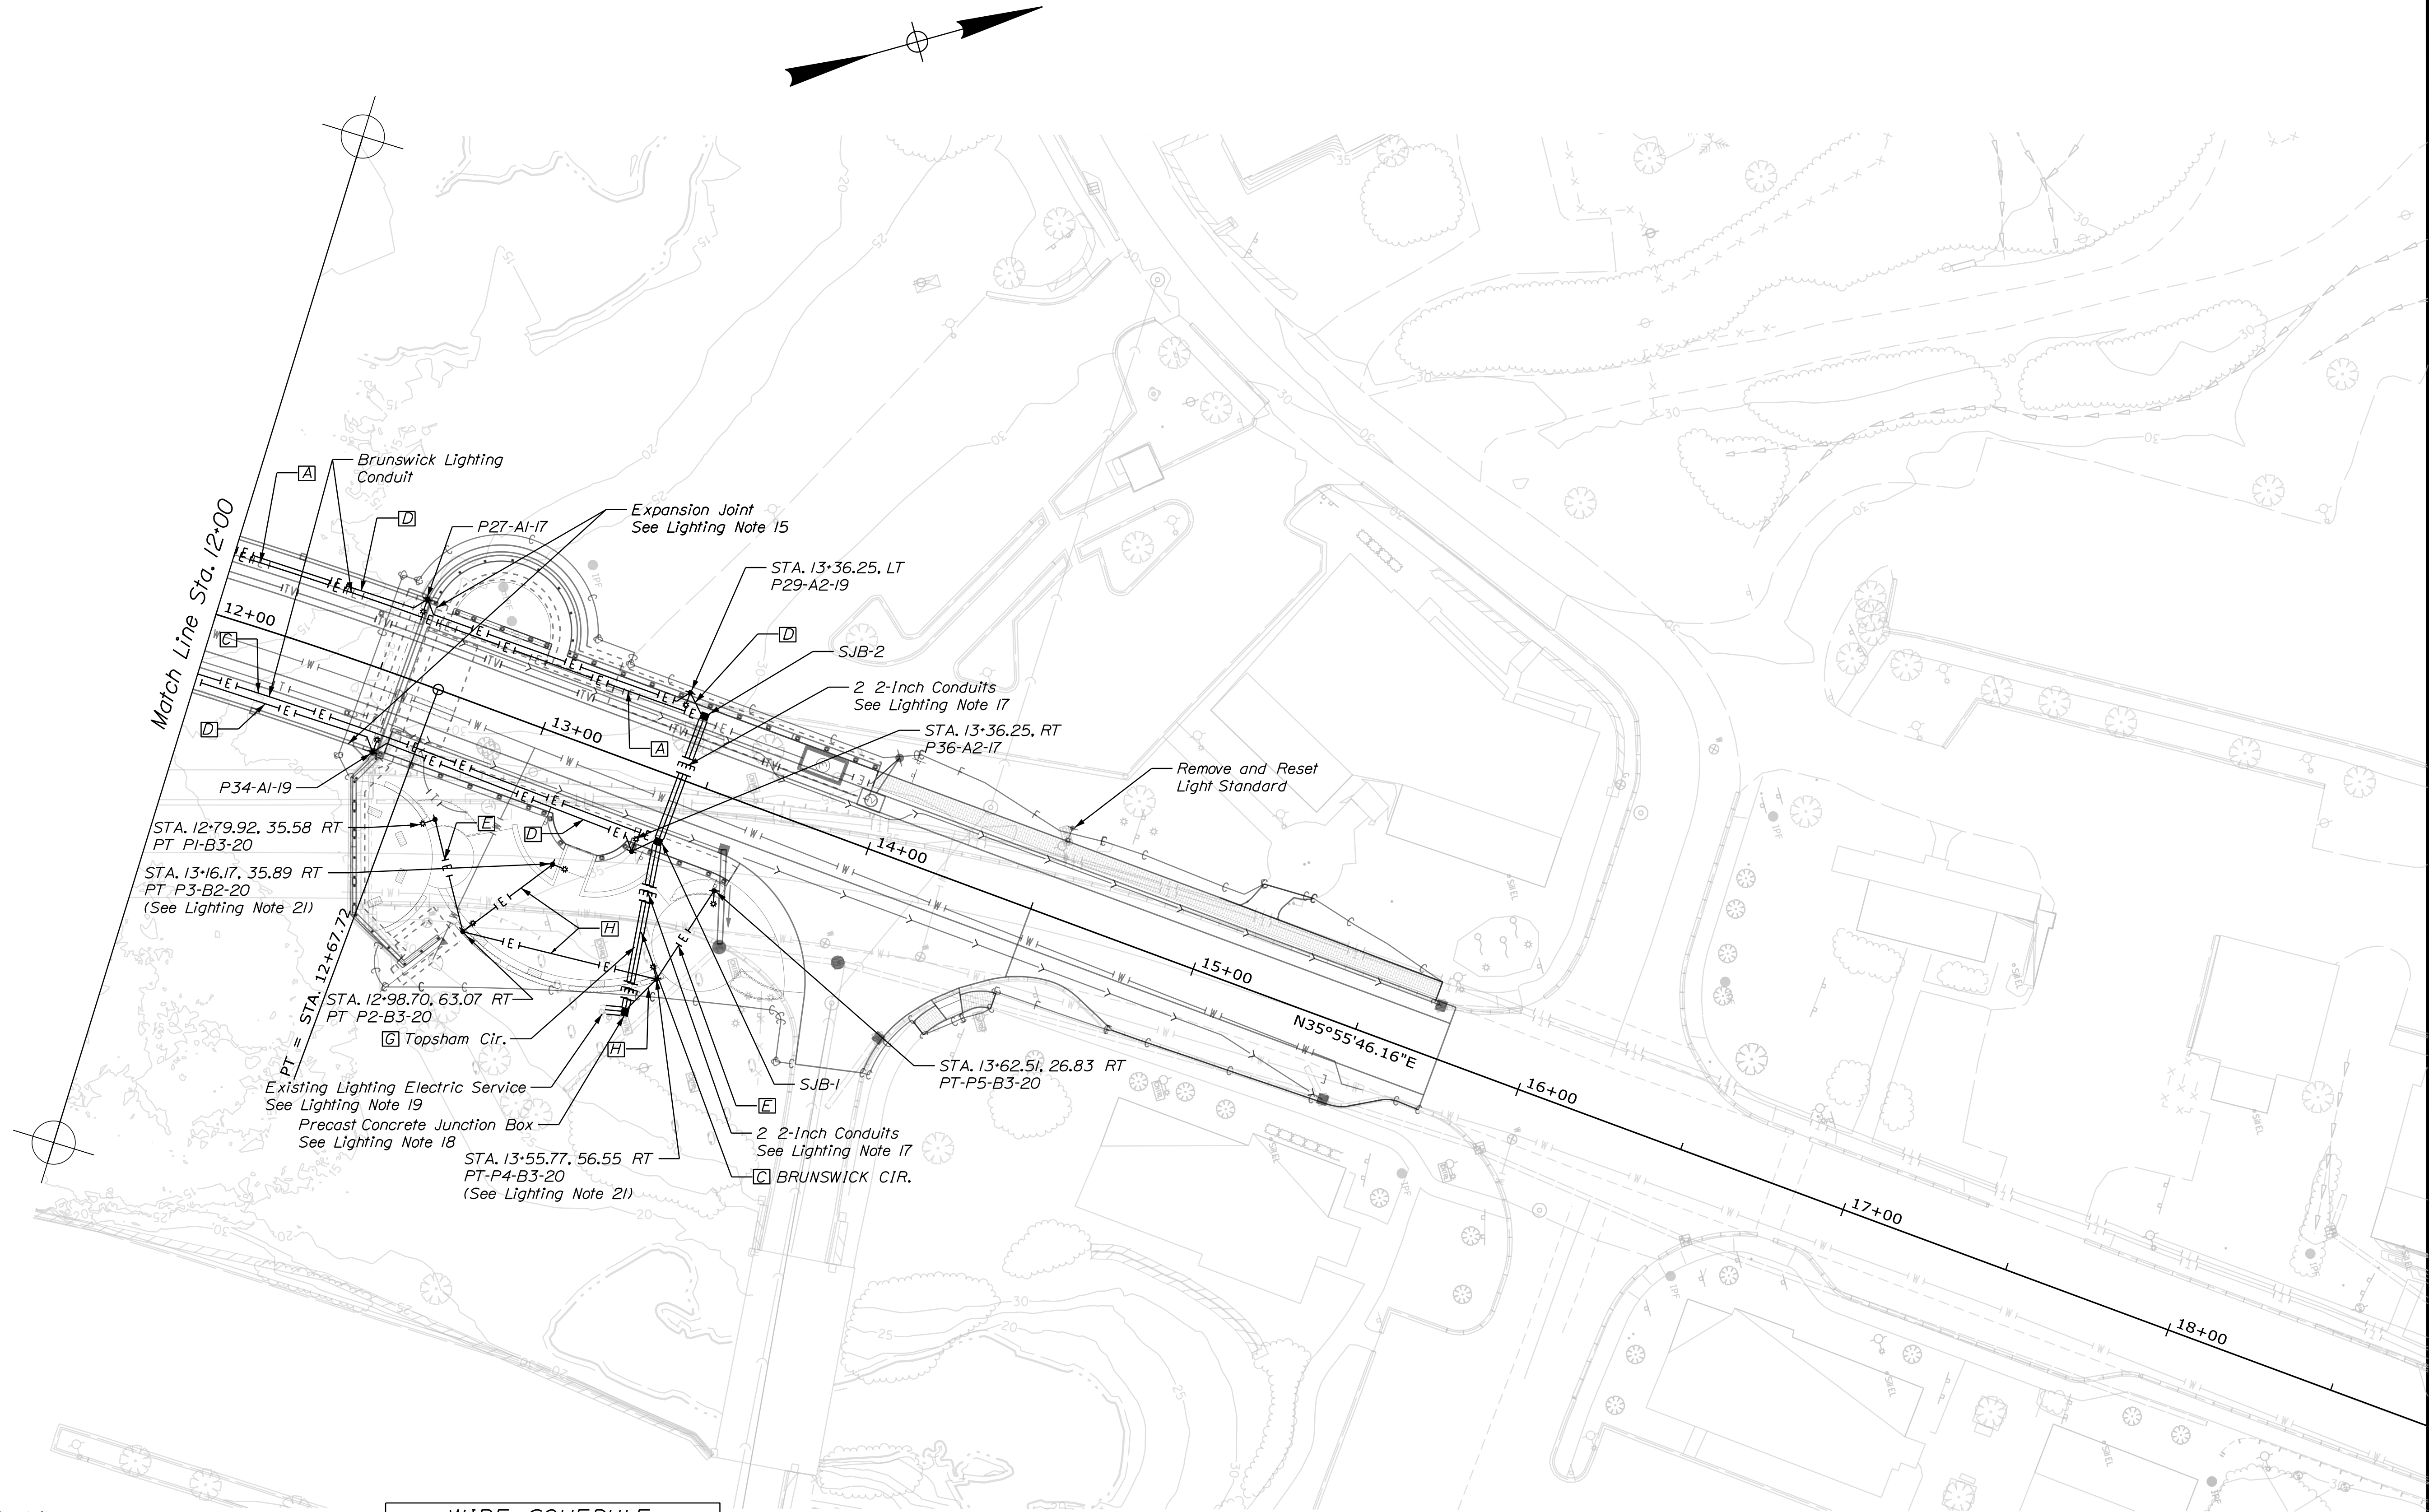 Match Line Sta. 12+00
A
Brunswick Lighting
Conduit
D
P27-A1-17
Expansion Joint
See Lighting Note 15
STA. 13+36.25, LT
P29-A2-19
D
SJB-2
2 2-Inch Conduits
See Lighting Note 17
STA. 13+36.25, RT
P36-A2-17
Remove and Reset
Light Standard
12+00
C
D
13+00
A
14+00
P34-A1-19
STA. 12+79.92, 35.58 RT
PT P1-B3-20
E
D
STA. 13+16.17, 35.89 RT
PT P3-B2-20
(See Lighting Note 21)
H
PT = STA. 12+67.72
STA. 12+98.70, 63.07 RT
PT P2-B3-20
G Topsham Cir.
H
15+00
N35°55'46.16"E
16+00
17+00
18+00
STA. 13+62.51, 26.83 RT
PT-P5-B3-20
SJB-1
Existing Lighting Electric Service
See Lighting Note 19
E
Precast Concrete Junction Box
See Lighting Note 18
2 2-Inch Conduits
See Lighting Note 17
STA. 13+55.77, 56.55 RT
PT-P4-B3-20
(See Lighting Note 21)
C BRUNSWICK CIR.
WIRE SCHEDULE